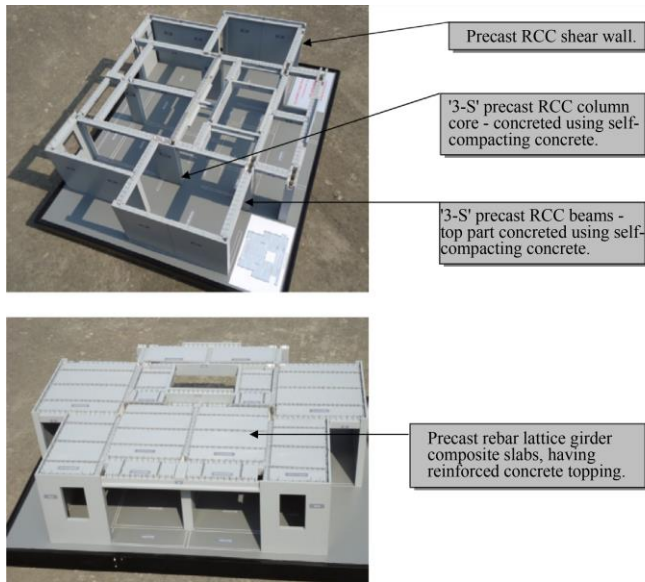 Precast RCC shear wall.
'3-S' precast RCC column
core - concreted using self-
compacting concrete.
'3-S' precast RCC beams -
top part concreted using self-
compacting concrete.
Precast rebar lattice girder
composite slabs, having
reinforced concrete topping.